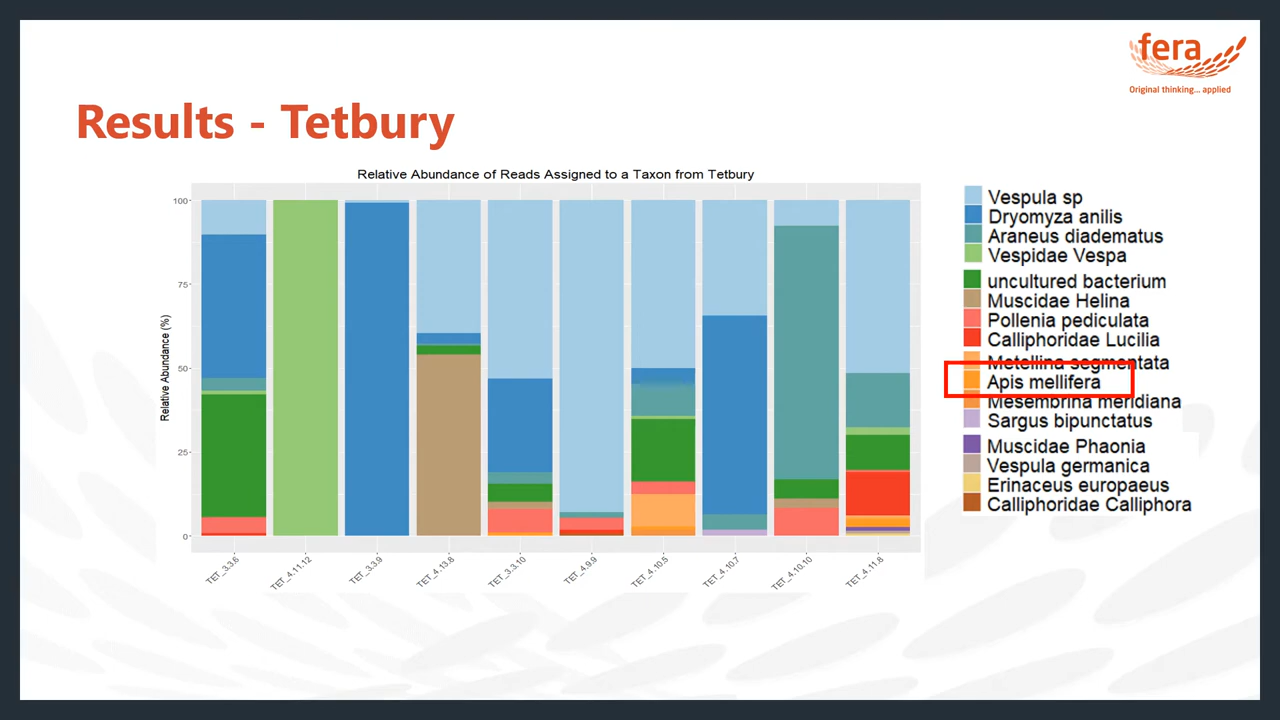 fera
Original thinking... applied
Results - Tetbury
Relative Abundance of Reads Assigned to a Taxon from Tetbury
Relative Abundance (%)
100
75
50
25
0
TET_3.3.6
TET_4.11.12
TET_3.3.9
TET_4.13.8
TET_3.3.10
TET_4.9.9
TET_4.10.5
TET_4.10.7
TET_4.10.10
TET_4.11.8
Vespula sp
Dryomyza anilis
Araneus diadematus
Vespidae Vespa
uncultured bacterium
Muscidae Helina
Pollenia pediculata
Calliphoridae Lucilia
Metellina segmentata
Apis mellifera
Mesembrina meridiana
Sargus bipunctatus
Muscidae Phaonia
Vespula germanica
Erinaceus europaeus
Calliphoridae Calliphora